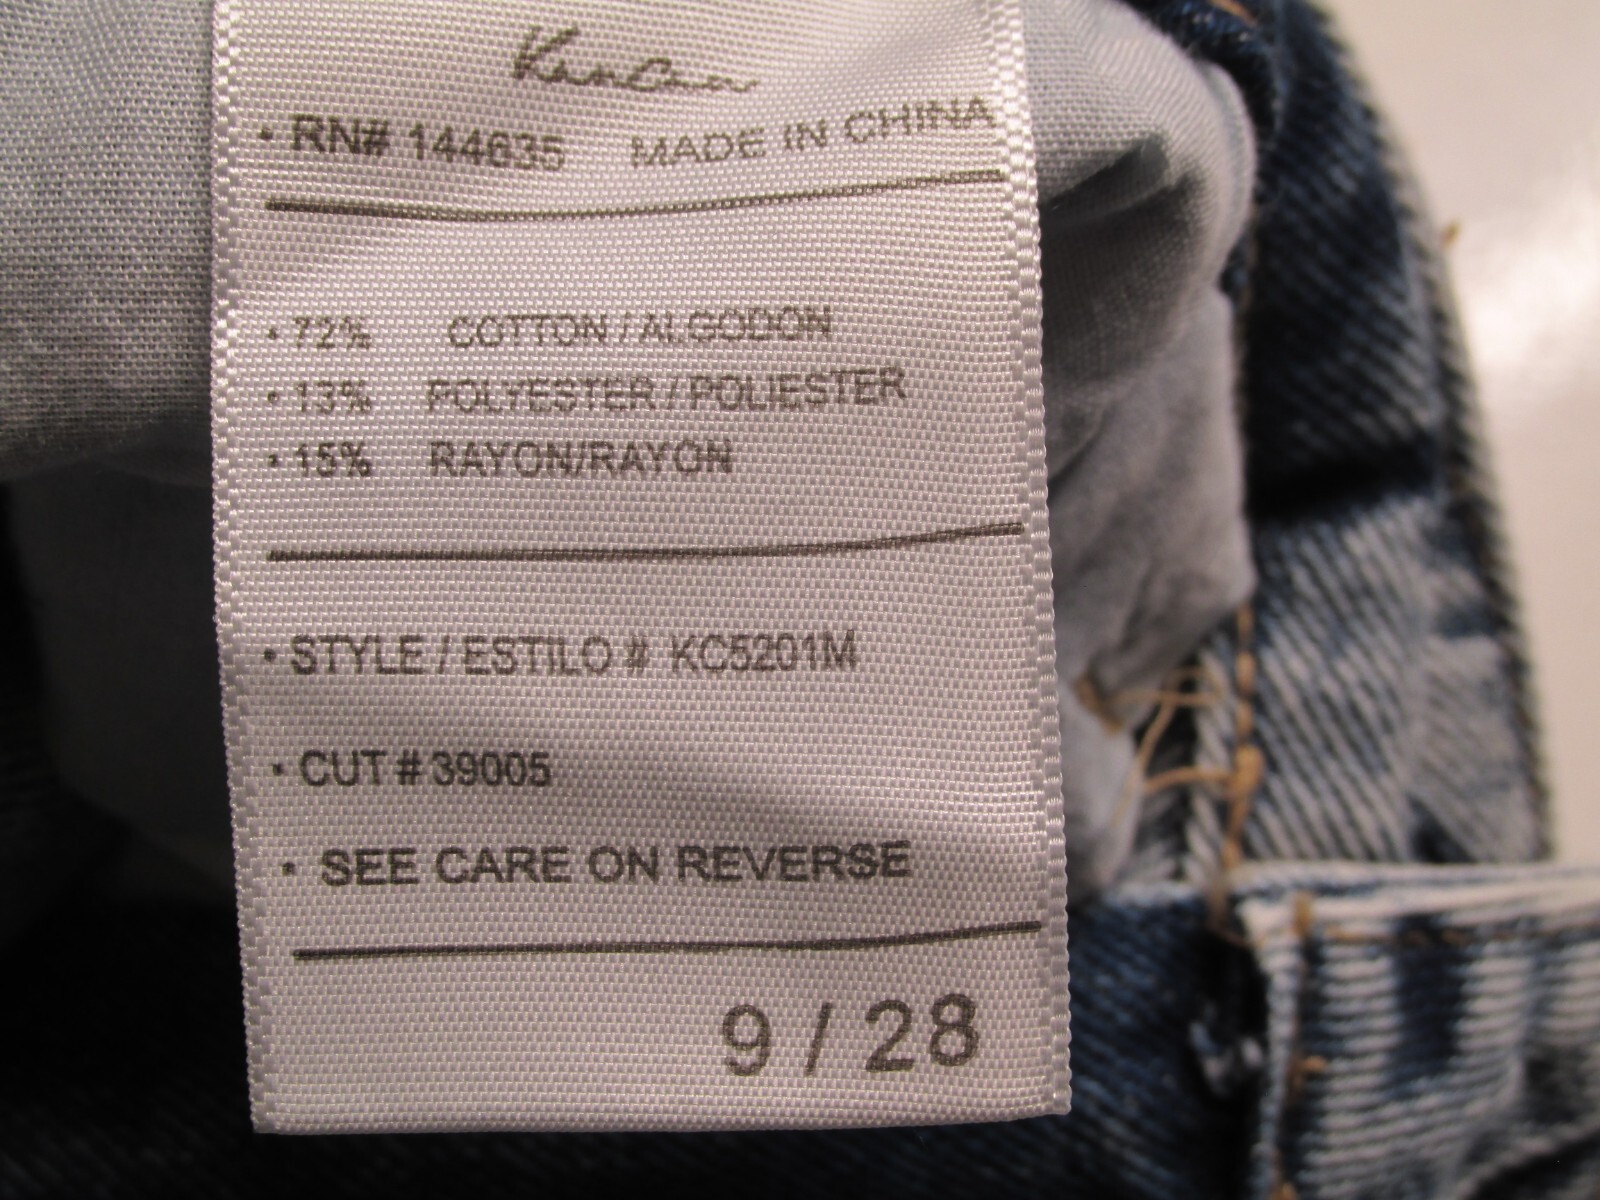 KanCan
• RN# 144635 MADE IN CHINA
• 72% COTTON / ALGODON
• 13% POLYESTER / POLIESTER
• 15% RAYON/RAYON
• STYLE / ESTILO # KC5201M
• CUT # 39005
• SEE CARE ON REVERSE
9 / 28